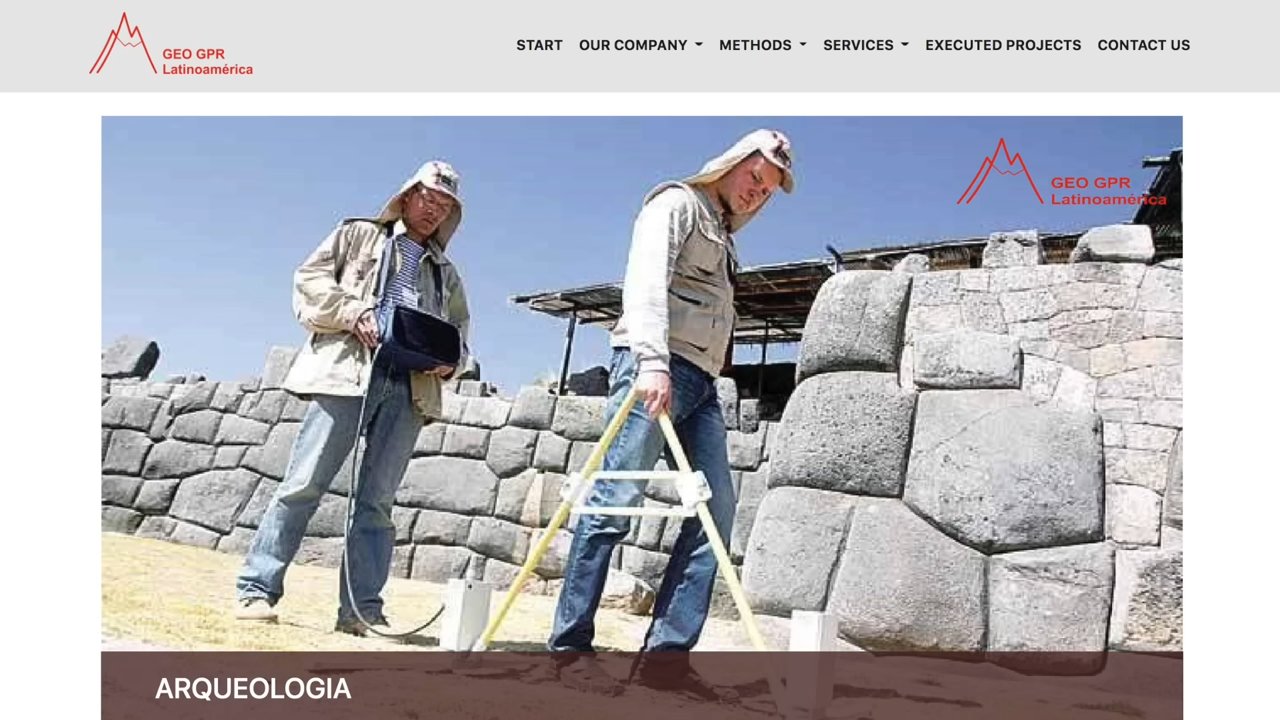 GEO GPR
Latinoamérica
START OUR COMPANY METHODS SERVICES EXECUTED PROJECTS CONTACT US
GEO GPR
Latinoamérica
ARQUEOLOGIA